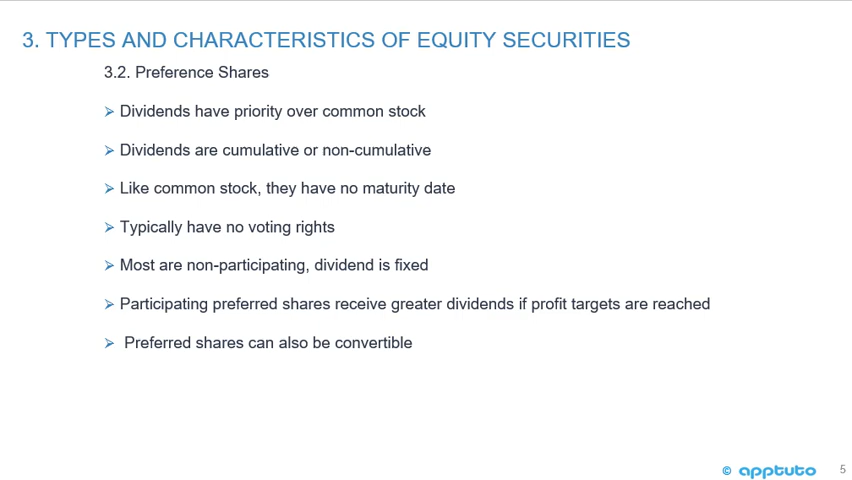 3. TYPES AND CHARACTERISTICS OF EQUITY SECURITIES
3.2. Preference Shares
Dividends have priority over common stock
Dividends are cumulative or non-cumulative
Like common stock, they have no maturity date
Typically have no voting rights
Most are non-participating, dividend is fixed
Participating preferred shares receive greater dividends if profit targets are reached
Preferred shares can also be convertible
© apptuto 5